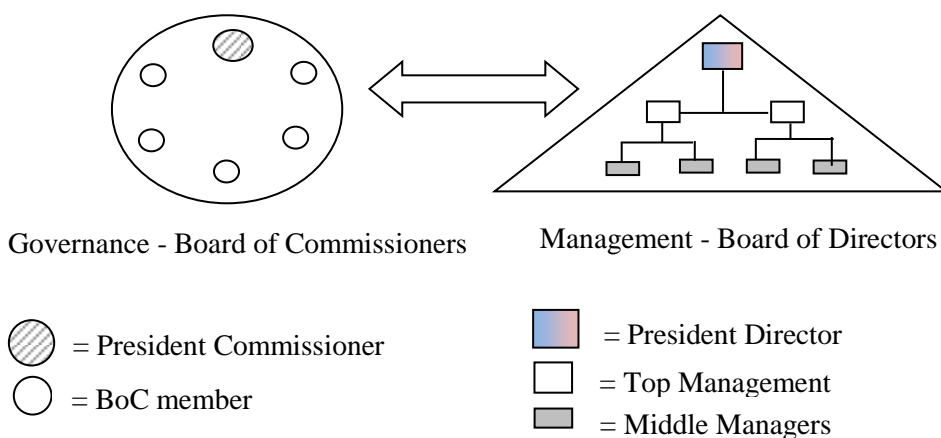 Governance - Board of Commissioners
Management - Board of Directors
= President Commissioner
= BoC member
= President Director
= Top Management
= Middle Managers